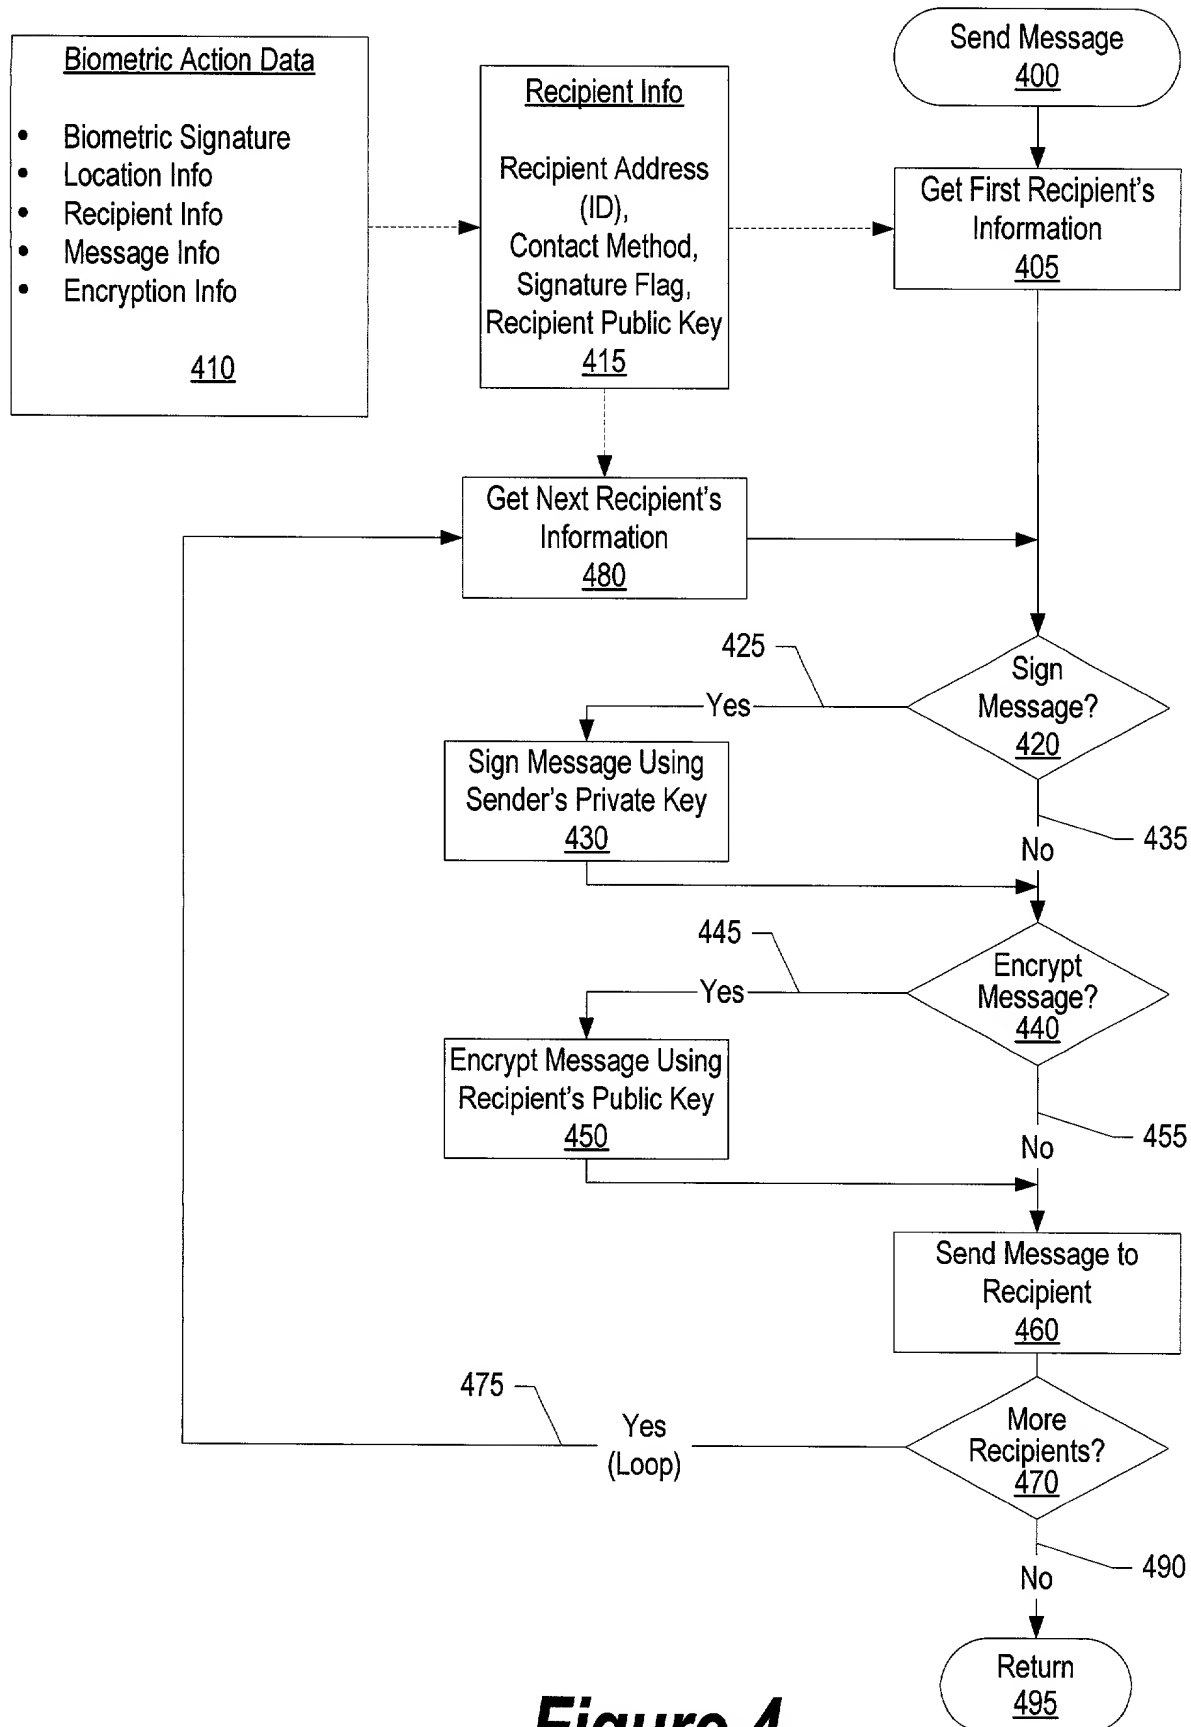 Send Message
400
Biometric Action Data
• Biometric Signature
• Location Info
• Recipient Info
• Message Info
• Encryption Info
410
Recipient Info
Recipient Address
(ID),
Contact Method,
Signature Flag,
Recipient Public Key
415
Get First Recipient's
Information
405
Get Next Recipient's
Information
480
Sign
Message?
420
425
Yes
Sign Message Using
Sender's Private Key
430
435
No
Encrypt
Message?
440
445
Yes
Encrypt Message Using
Recipient's Public Key
450
455
No
Send Message to
Recipient
460
More
Recipients?
470
475
Yes
(Loop)
490
No
Return
495
Figure 4